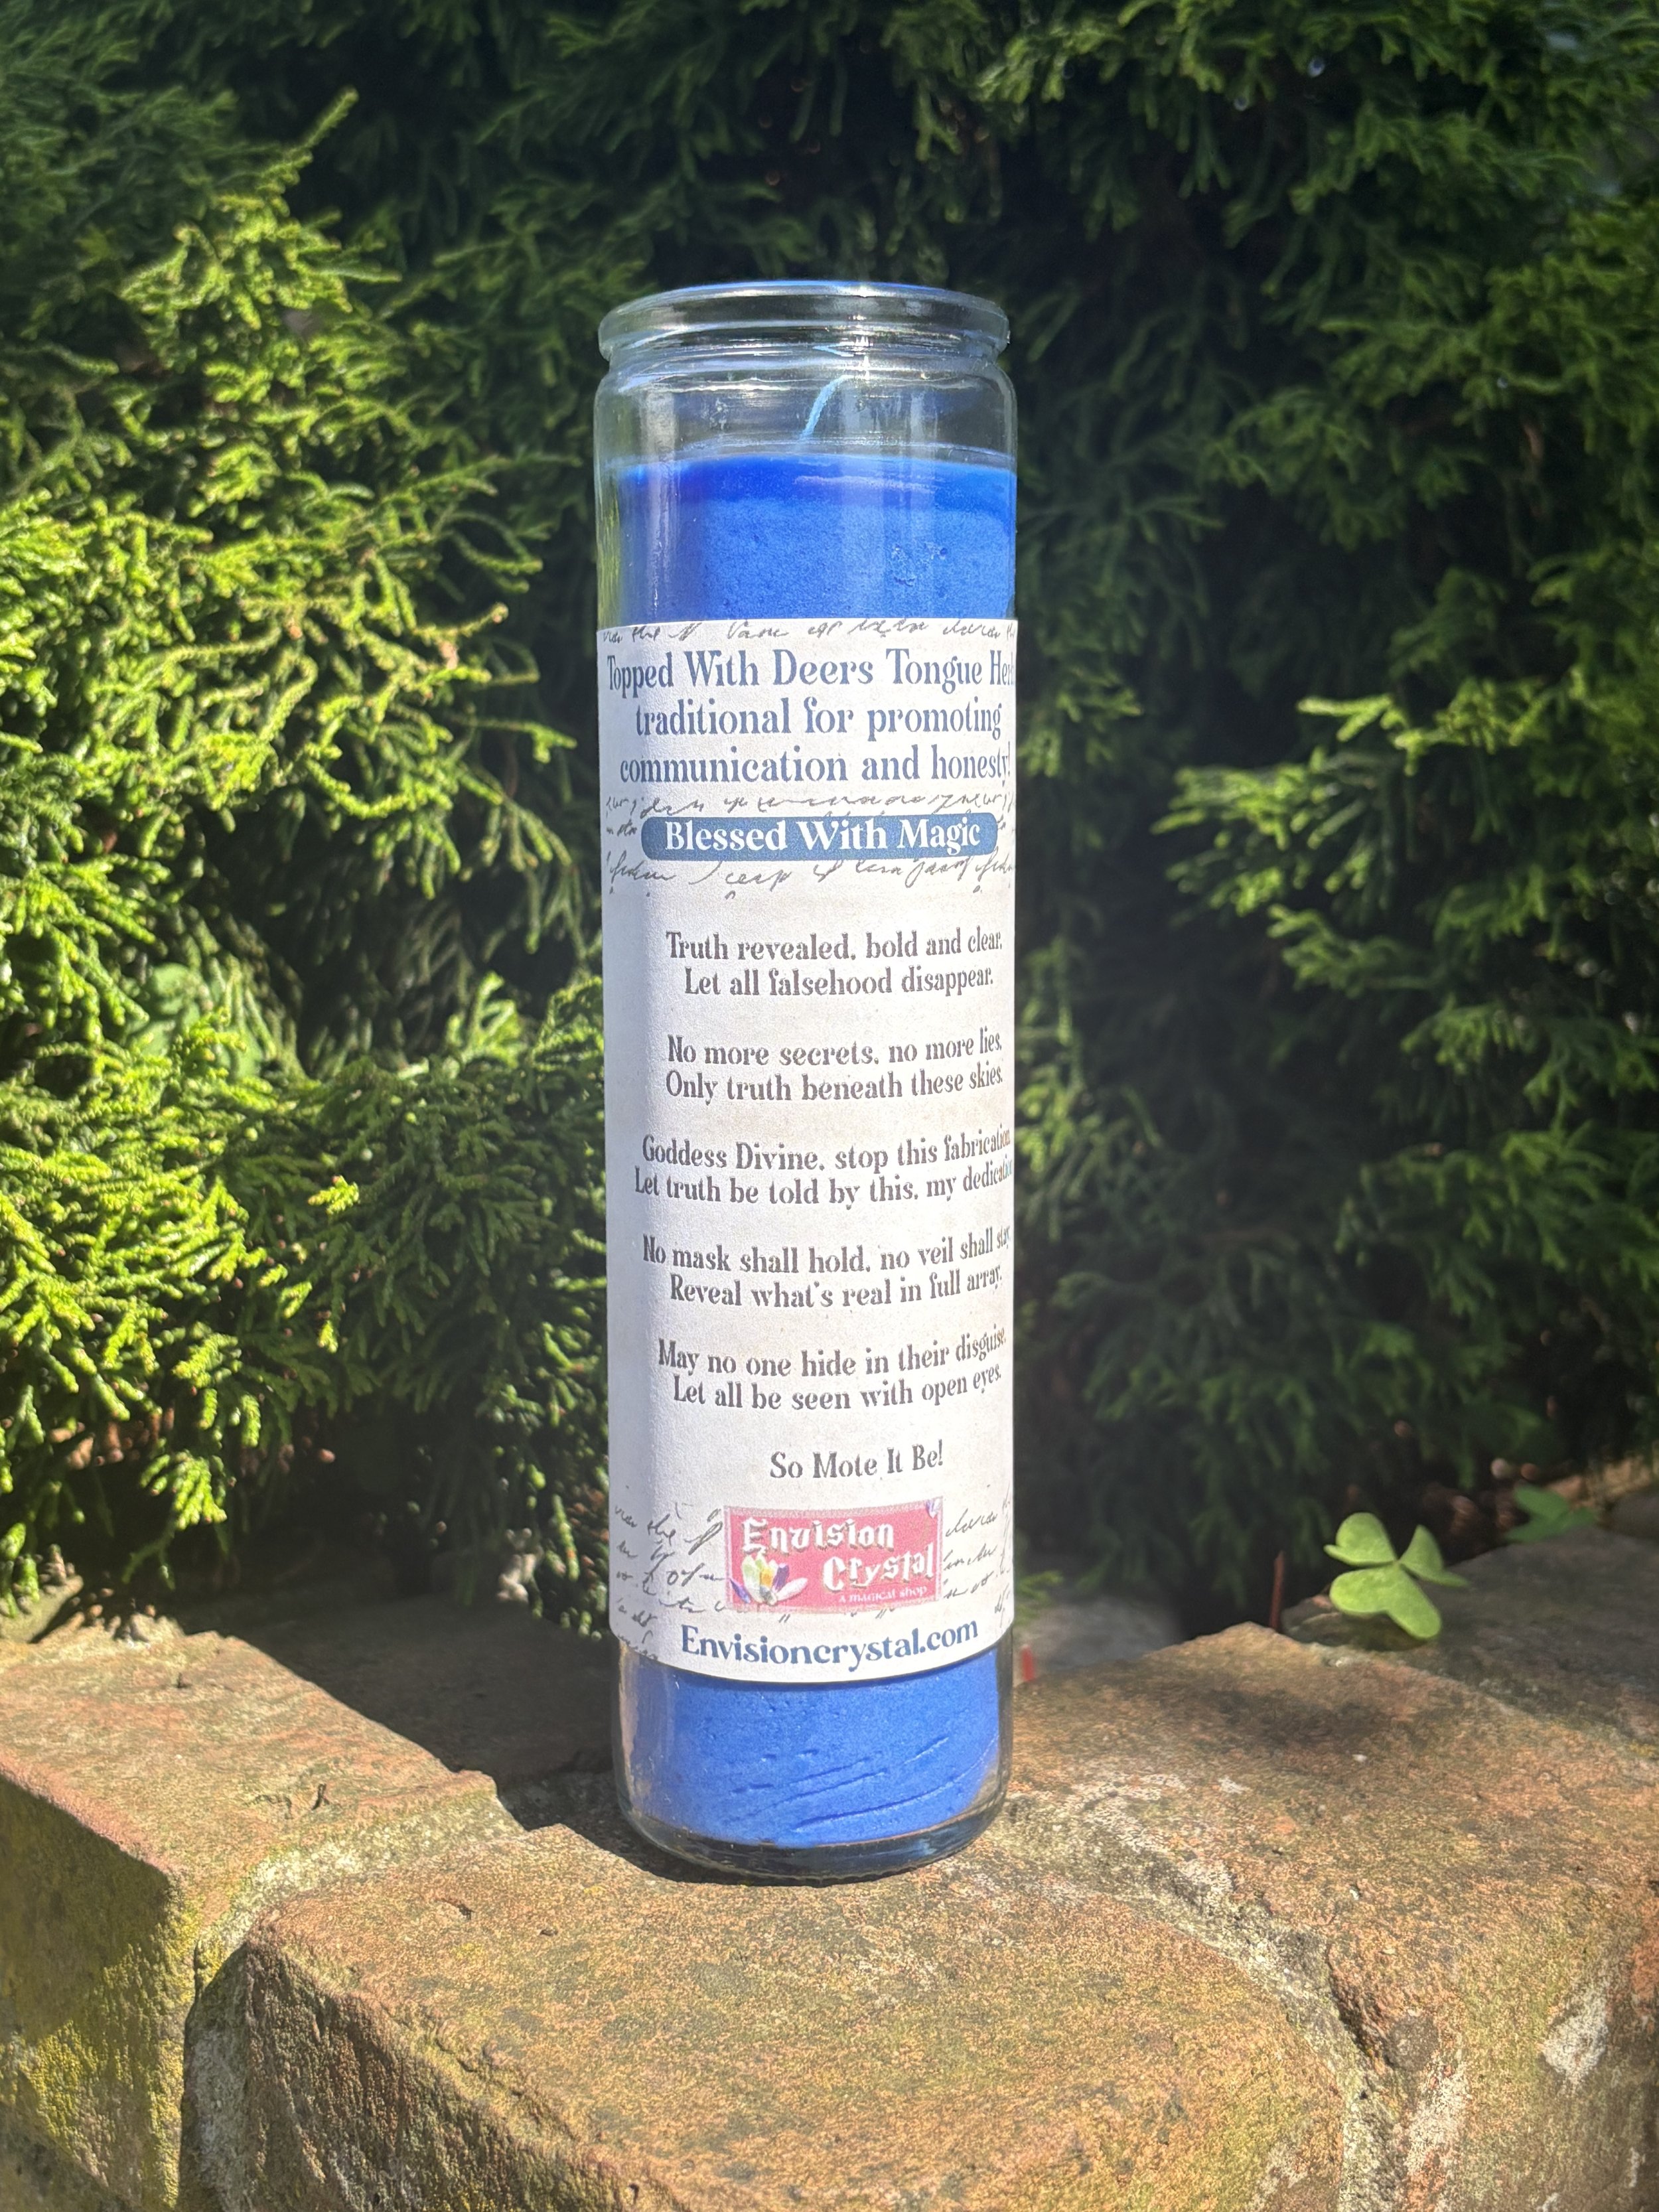 Topped With Deers Tongue
traditional for promoting
communication and honesty!
Blessed With Magic
Truth revealed, bold and clear.
Let all falsehood disappear.
No more secrets, no more lies.
Only truth beneath these skies.
Goddess Divine, stop this fabrication
Let truth be told by this, my
No mask shall hold, no veil shall
Reveal what's real in full array.
May no one hide in their disguise.
Let all be seen with open eyes.
So Mote It Be!
Envision
Crystal
A MAGICAL SHOP
Envisioncrystal.com